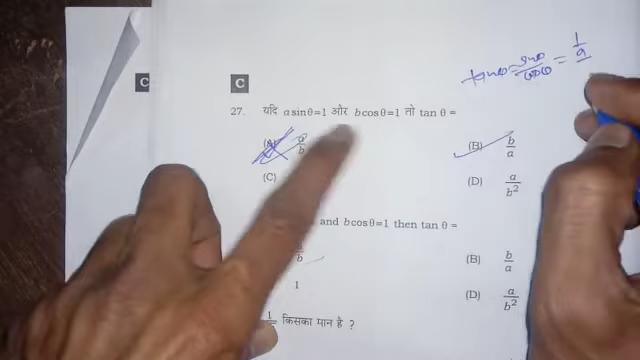 tanθ = sinθ/cosθ = 1/a
C
C
27. यदि a sinθ=1 और b cosθ=1 तो tan θ =
(A) a/b (B) b/a
(C) (D) a/b²
and b cosθ=1 then tan θ =
b (B) b/a
1 (D) a/b²
1 किसका मान है ?